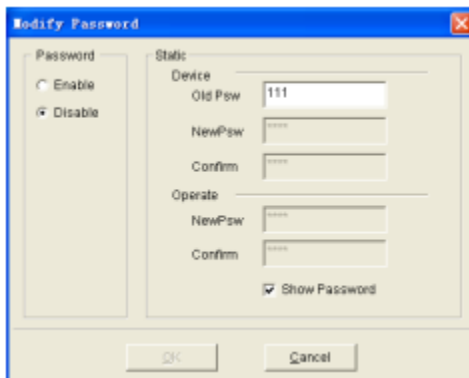 Modify Password
Password
Enable
Disable
Static
Device
Old Psw 111
NewPsw ****
Confirm ****
Operate
NewPsw ****
Confirm ****
Show Password
OK
Cancel